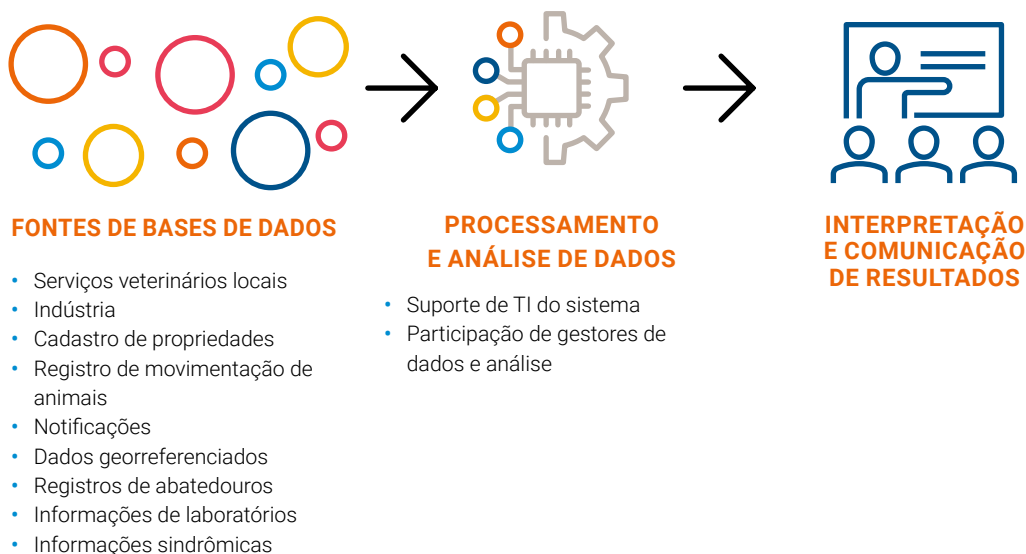 FONTES DE BASES DE DADOS
• Serviços veterinários locais
• Indústria
• Cadastro de propriedades
• Registro de movimentação de
animais
• Notificações
• Dados georreferenciados
• Registros de abatedouros
• Informações de laboratórios
• Informações sindrômicas
PROCESSAMENTO
E ANÁLISE DE DADOS
• Suporte de TI do sistema
• Participação de gestores de
dados e análise
INTERPRETAÇÃO
E COMUNICAÇÃO
DE RESULTADOS